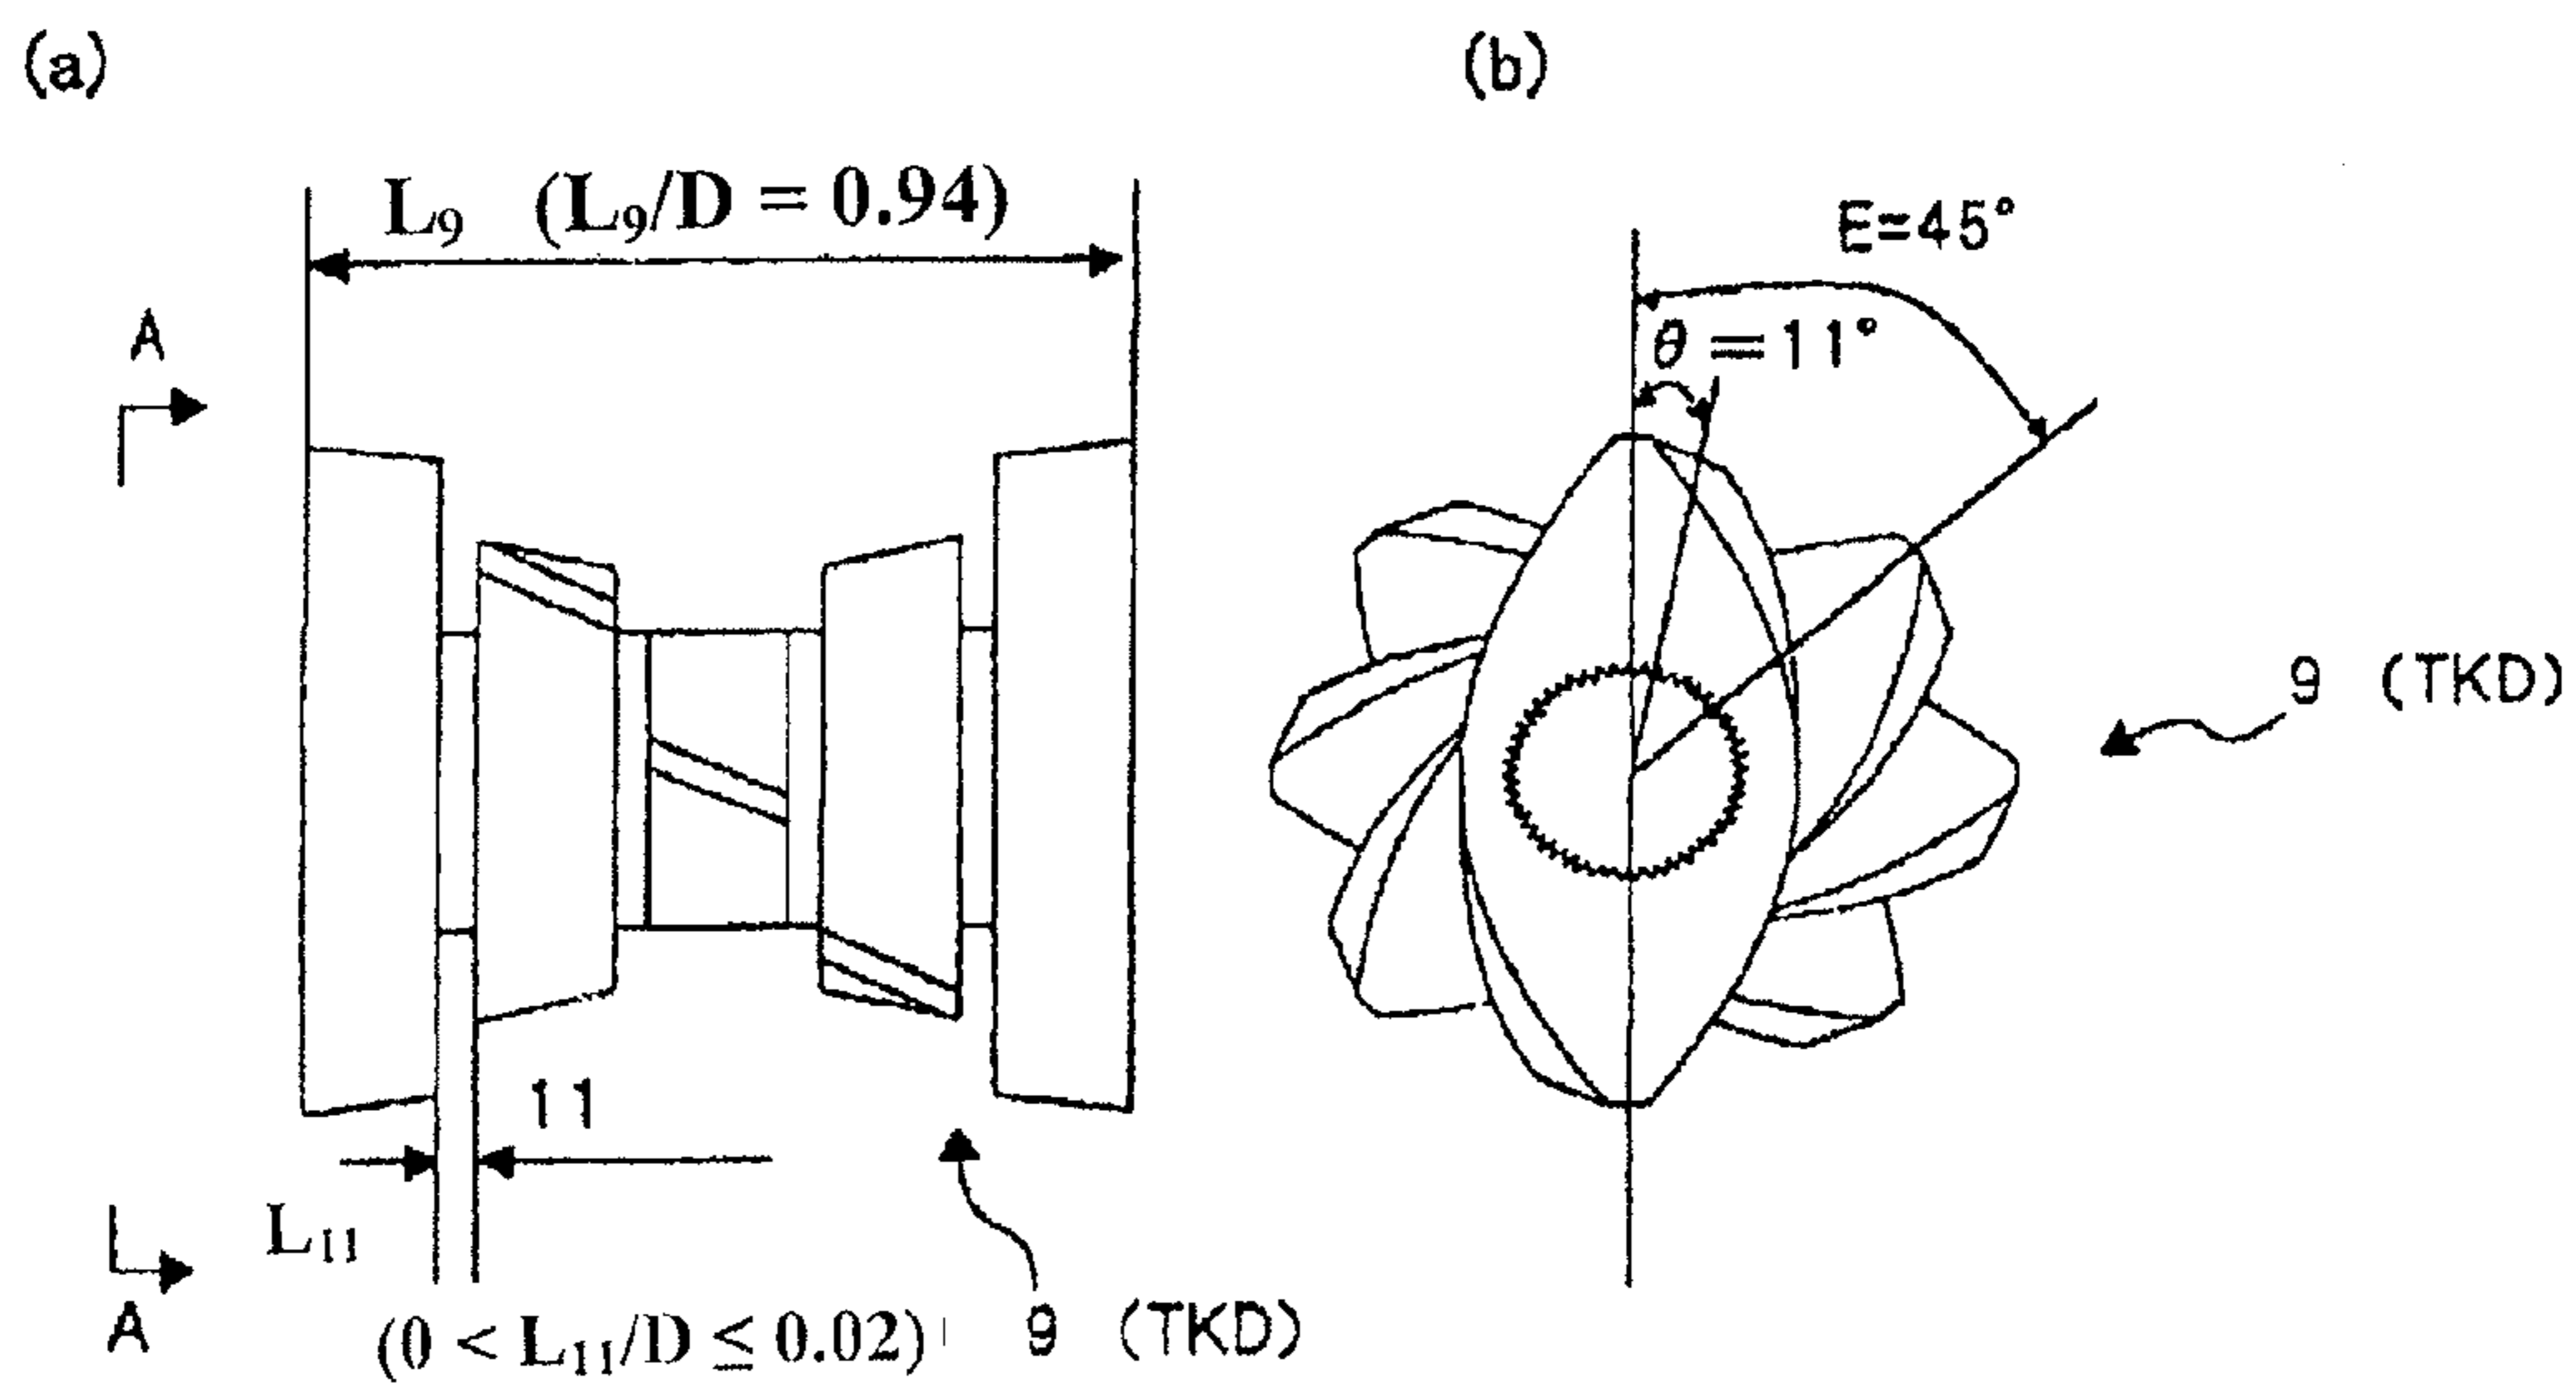 (a)
(b)
L₉ (L₉/D = 0.94)
E=45°
A
θ=11°
9 (TKD)
11
L₁₁
A
(0 < L₁₁/D ≤ 0.02)
9 (TKD)